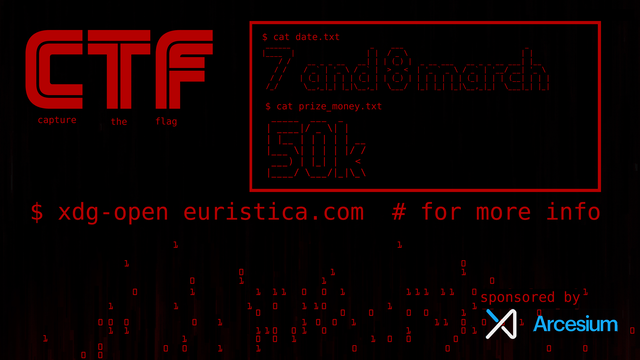 CTF
capture the flag
$ cat date.txt
7 and 8 march
$ cat prize_money.txt
50k
$ xdg-open euristica.com # for more info
sponsored by
Arcesium